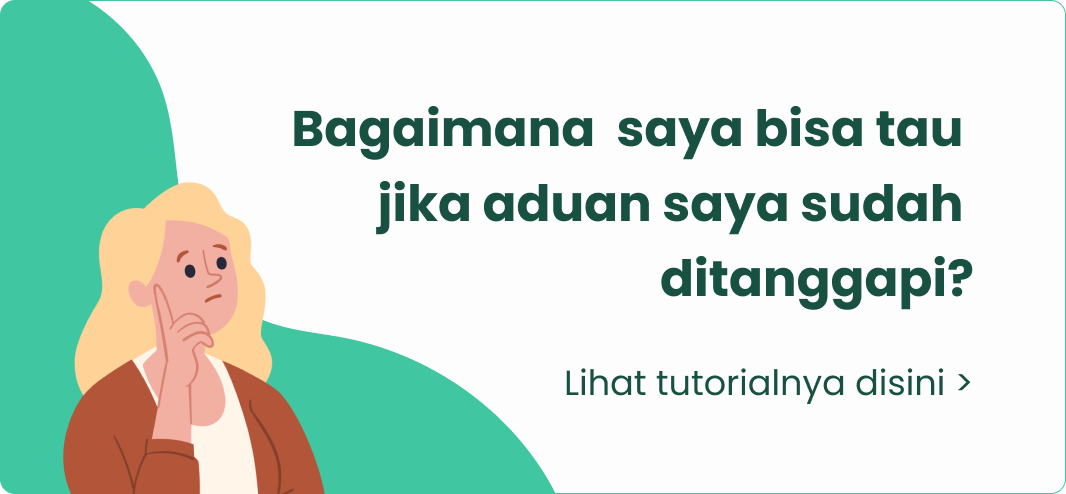 Bagaimana saya bisa tau
jika aduan saya sudah
ditanggapi?
Lihat tutorialnya disini >